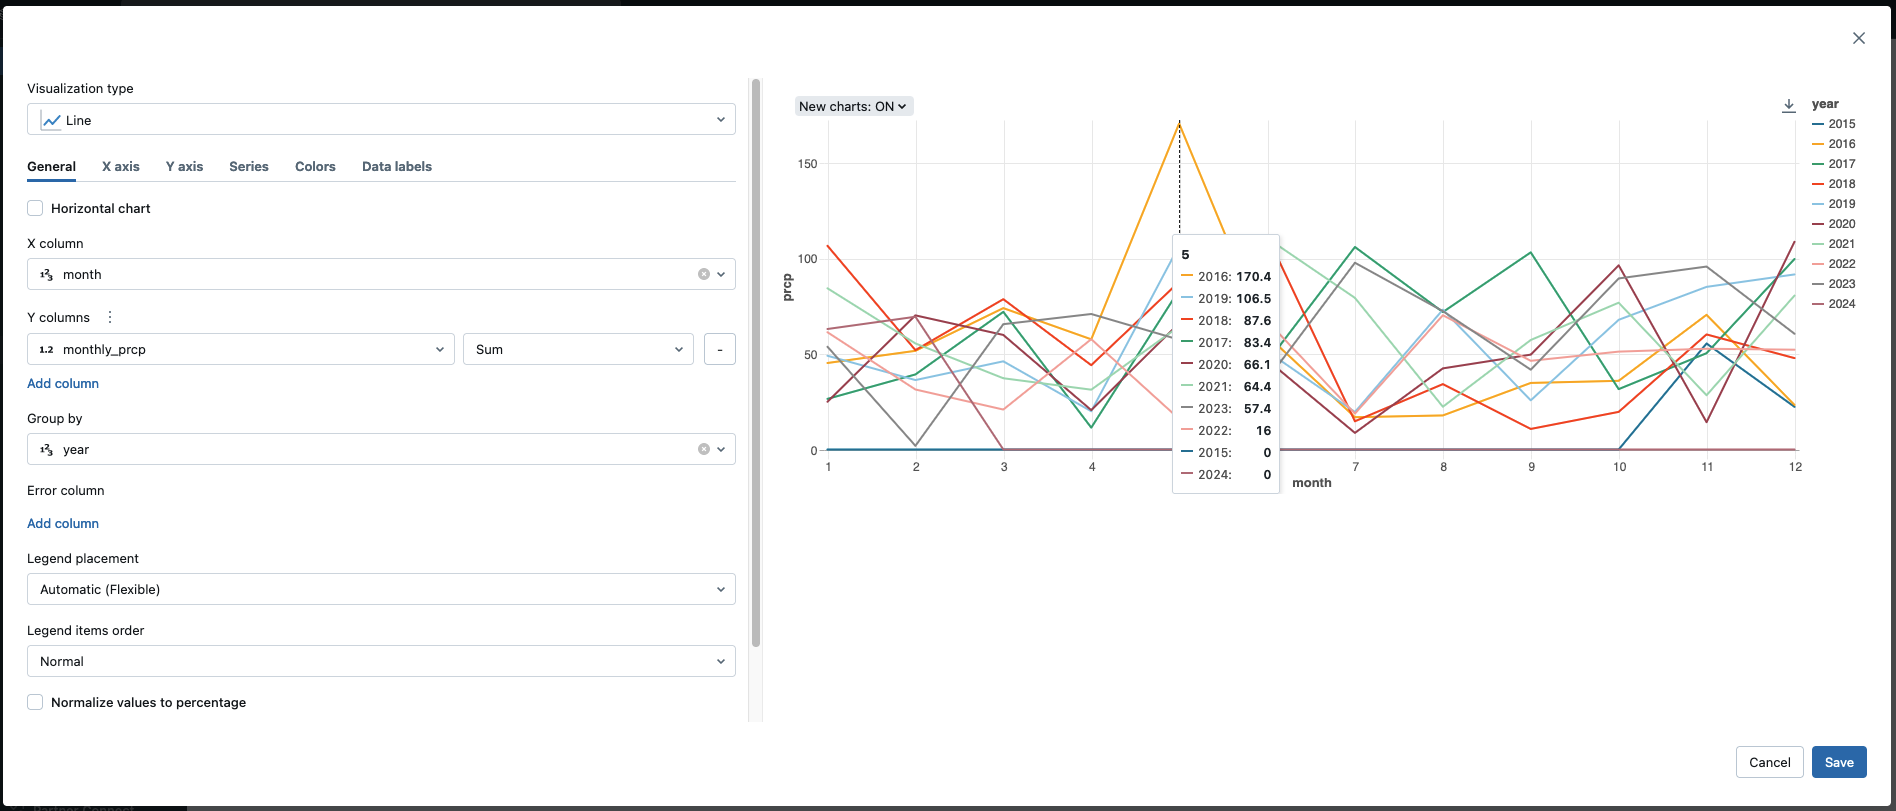 Visualization type
Line
General X axis Y axis Series Colors Data labels
Horizontal chart
X column
1²3 month
Y columns
1.2 monthly_prcp Sum -
Add column
Group by
1²3 year
Error column
Add column
Legend placement
Automatic (Flexible)
Legend items order
Normal
Normalize values to percentage
New charts: ON
year
2015
2016
2017
2018
2019
2020
2021
2022
2023
2024
150
100
50
0
prcp
5
2016: 170.4
2019: 106.5
2018: 87.6
2017: 83.4
2020: 66.1
2021: 64.4
2023: 57.4
2022: 16
2015: 0
2024: 0
1 2 3 4 7 8 9 10 11 12
month
Cancel Save
Partner Connect